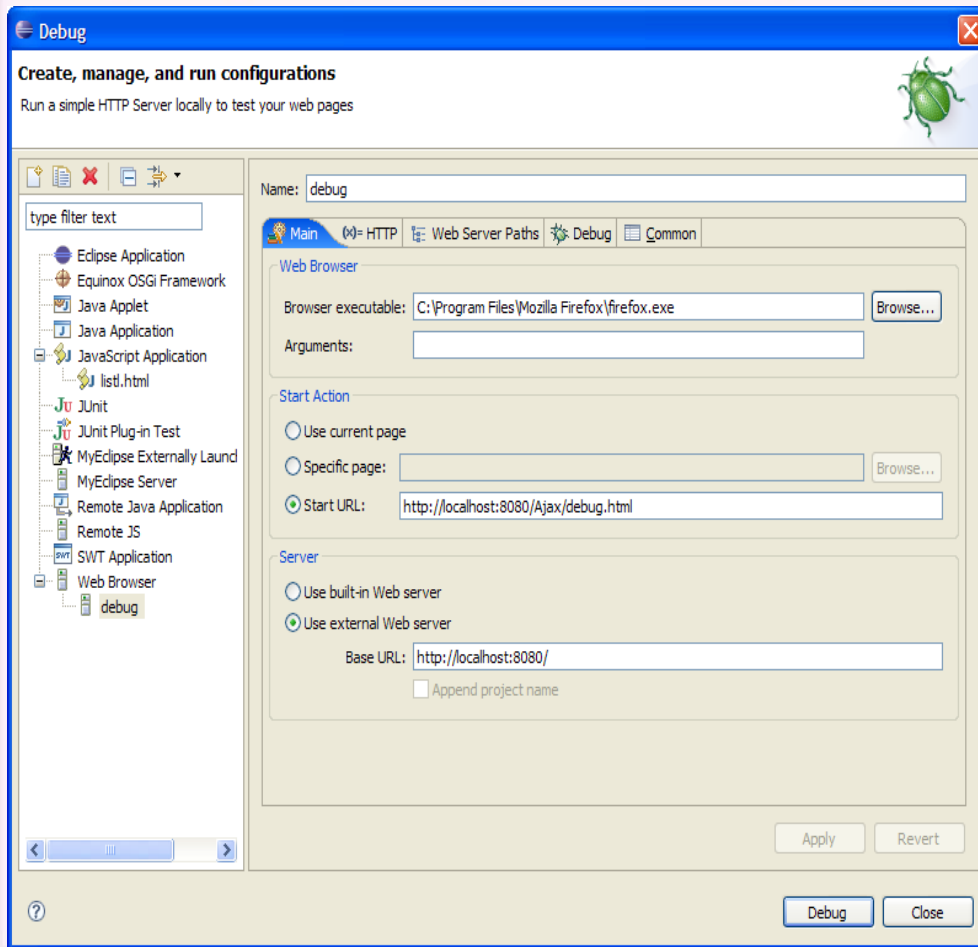 Debug
Create, manage, and run configurations
Run a simple HTTP Server locally to test your web pages
type filter text
Eclipse Application
Equinox OSGi Framework
Java Applet
Java Application
JavaScript Application
listl.html
JUnit
JUnit Plug-in Test
MyEclipse Externally Launcl
MyEclipse Server
Remote Java Application
Remote JS
SWT Application
Web Browser
debug
Name: debug
Main (x)= HTTP Web Server Paths Debug Common
Web Browser
Browser executable: C:\Program Files\Mozilla Firefox\firefox.exe Browse...
Arguments:
Start Action
Use current page
Specific page: Browse...
Start URL: http://localhost:8080/Ajax/debug.html
Server
Use built-in Web server
Use external Web server
Base URL: http://localhost:8080/
Append project name
Apply Revert
Debug Close